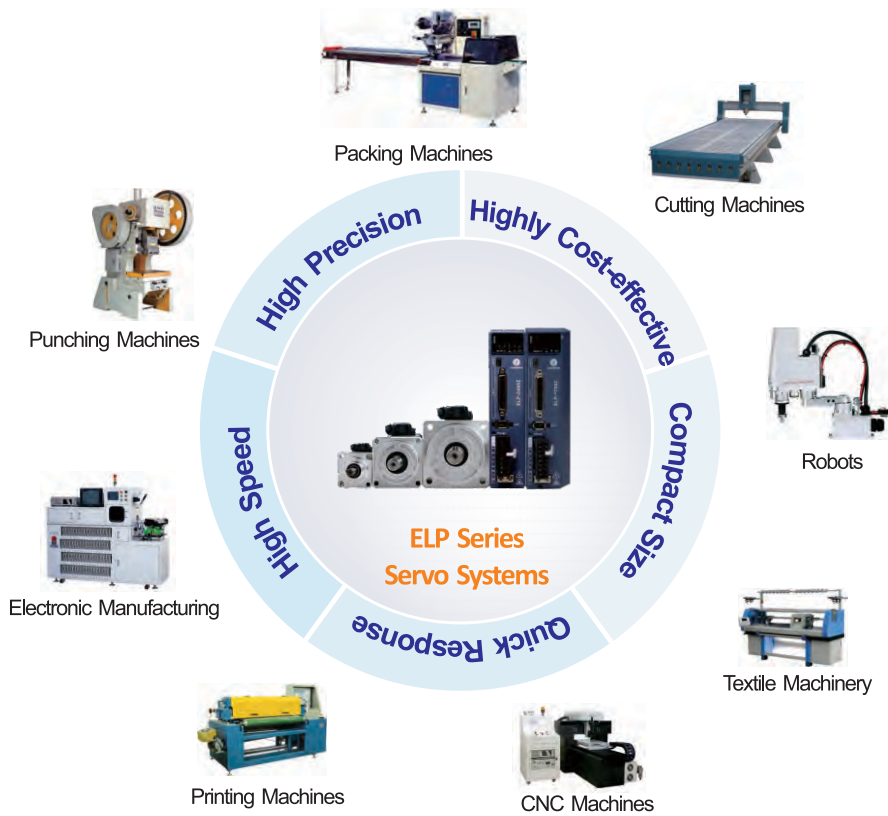 Packing Machines
Cutting Machines
High Precision
Highly Cost-effective
Punching Machines
Robots
Compact Size
High Speed
ELP Series
Servo Systems
Electronic Manufacturing
Quick Response
Textile Machinery
Printing Machines
CNC Machines